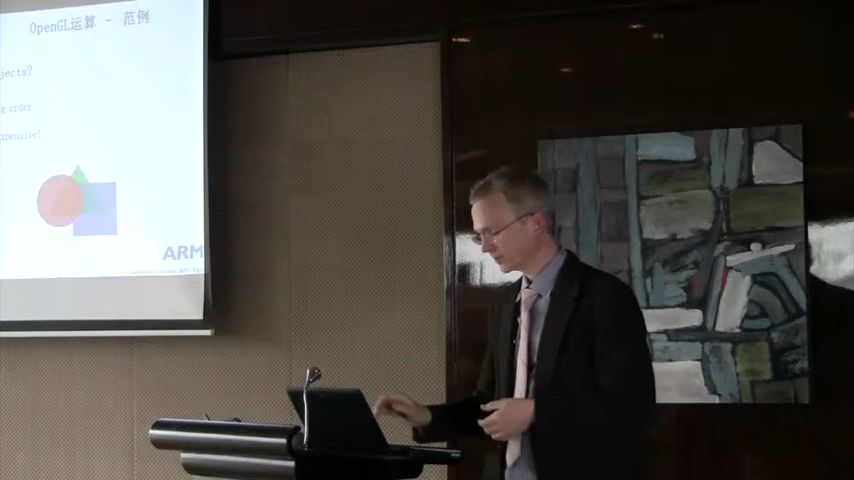 OpenGL运算 - 范例
jects?
g order
xpensive!
ARM